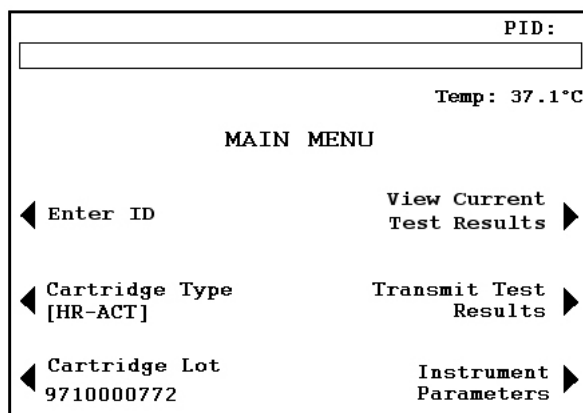 PID:
Temp: 37.1°C
MAIN MENU
Enter ID
View Current
Test Results
Cartridge Type
[HR-ACT]
Transmit Test
Results
Cartridge Lot
9710000772
Instrument
Parameters